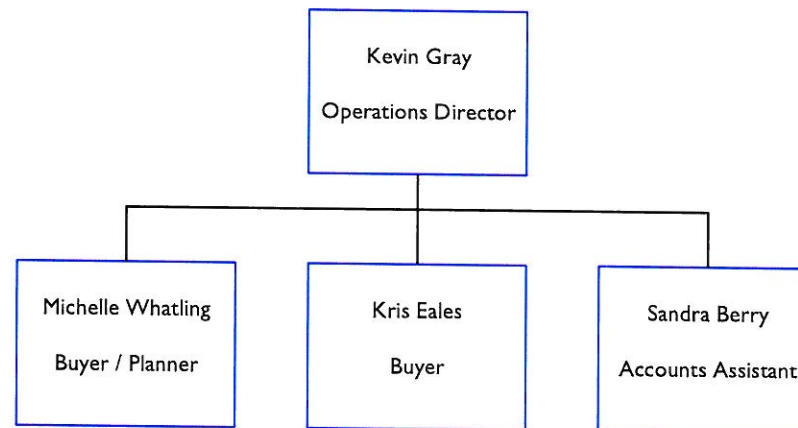 Kevin Gray
Operations Director
Michelle Whatling
Buyer / Planner
Kris Eales
Buyer
Sandra Berry
Accounts Assistant